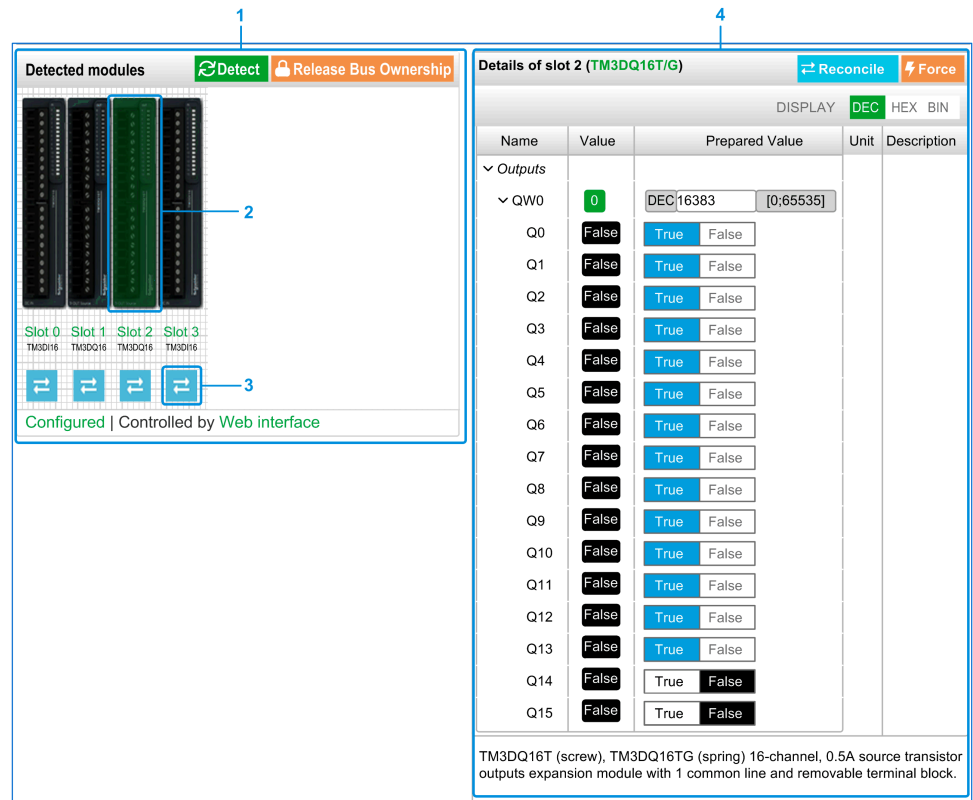 1
4
Detected modules
Detect
Release Bus Ownership
Slot 0 Slot 1 Slot 2 Slot 3
TM3DI16 TM3DQ16 TM3DQ16 TM3DI16
2
3
Configured | Controlled by Web interface
Details of slot 2 (TM3DQ16T/G)
Reconcile
Force
DISPLAY DEC HEX BIN
Name Value Prepared Value Unit Description
Outputs
QW0 0 DEC 16383 [0;65535]
Q0 False True False
Q1 False True False
Q2 False True False
Q3 False True False
Q4 False True False
Q5 False True False
Q6 False True False
Q7 False True False
Q8 False True False
Q9 False True False
Q10 False True False
Q11 False True False
Q12 False True False
Q13 False True False
Q14 False True False
Q15 False True False
TM3DQ16T (screw), TM3DQ16TG (spring) 16-channel, 0.5A source transistor
outputs expansion module with 1 common line and removable terminal block.